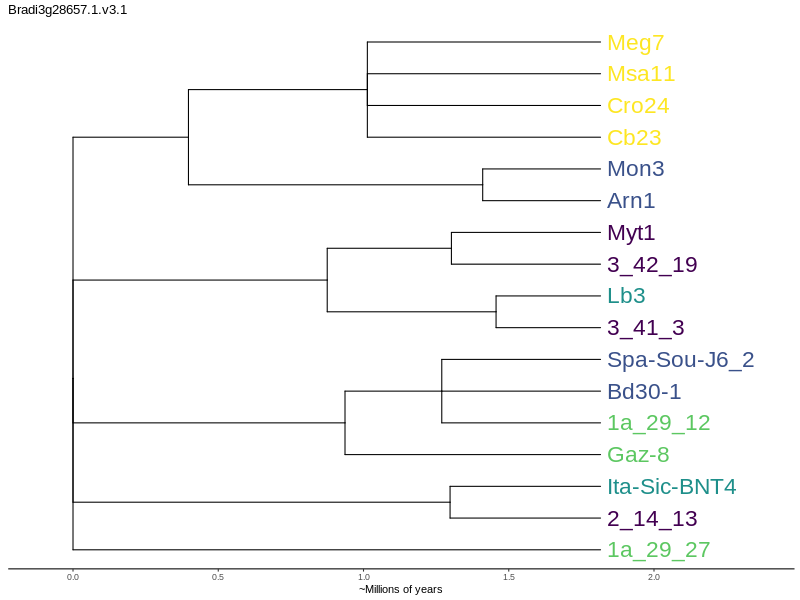 Bradi3g28657.1.v3.1
Meg7
Msa11
Cro24
Cb23
Mon3
Arn1
Myt1
3_42_19
Lb3
3_41_3
Spa-Sou-J6_2
Bd30-1
1a_29_12
Gaz-8
Ita-Sic-BNT4
2_14_13
1a_29_27
0.0 0.5 1.0 1.5 2.0
~Millions of years